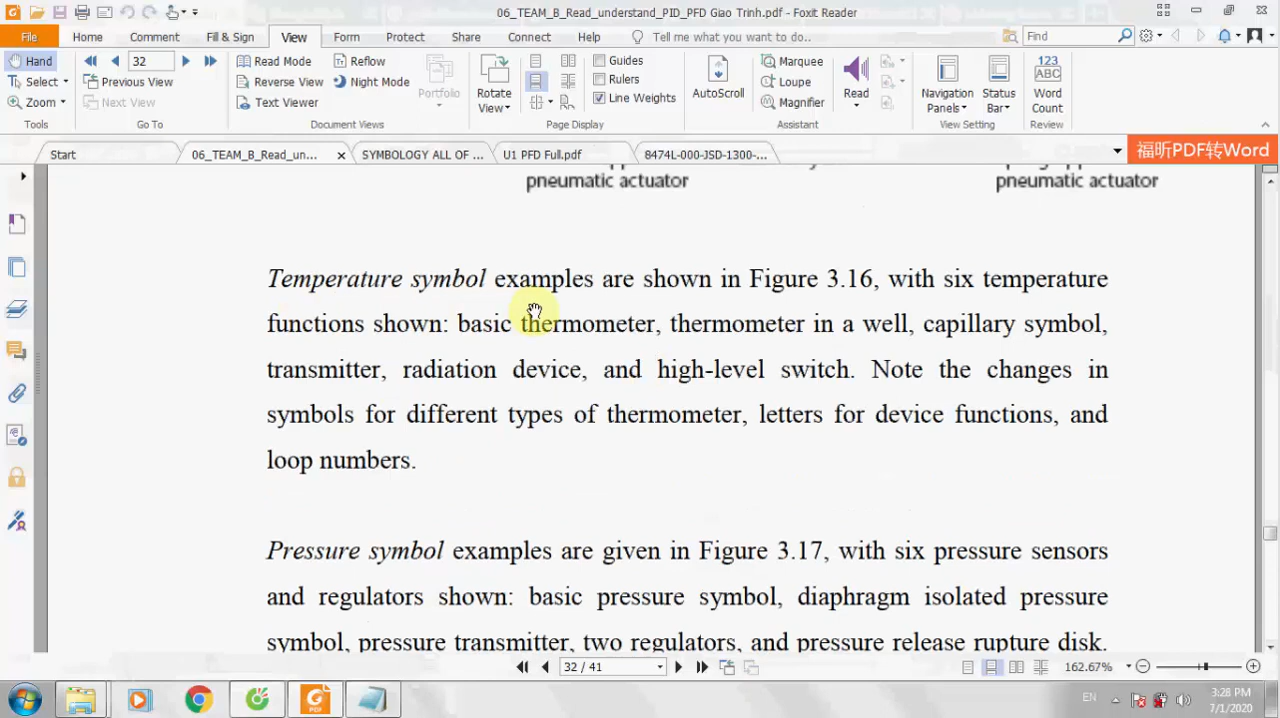 06_TEAM_B_Read_understand_PID_PFD Giao Trinh.pdf - Foxit Reader
File Home Comment Fill & Sign View Form Protect Share Connect Help Tell me what you want to do... Find
Hand 32 Read Mode Reflow Guides Marquee
Select Previous View Reverse View Night Mode Rulers Loupe
Zoom Next View Text Viewer Portfolio Rotate View Line Weights AutoScroll Magnifier Read Navigation Panels Status Bar 123 ABC Word Count
Tools Go To Document Views Page Display Assistant View Setting Review
Start 06_TEAM_B_Read_un... SYMBOLOGY ALL OF ... U1 PFD Full.pdf 8474L-000-JSD-1300-... 福昕PDF转Word
pneumatic actuator pneumatic actuator
Temperature symbol examples are shown in Figure 3.16, with six temperature
functions shown: basic thermometer, thermometer in a well, capillary symbol,
transmitter, radiation device, and high-level switch. Note the changes in
symbols for different types of thermometer, letters for device functions, and
loop numbers.
Pressure symbol examples are given in Figure 3.17, with six pressure sensors
and regulators shown: basic pressure symbol, diaphragm isolated pressure
symbol, pressure transmitter, two regulators, and pressure release rupture disk.
32 / 41 162.67%
EN 3:28 PM
7/1/2020